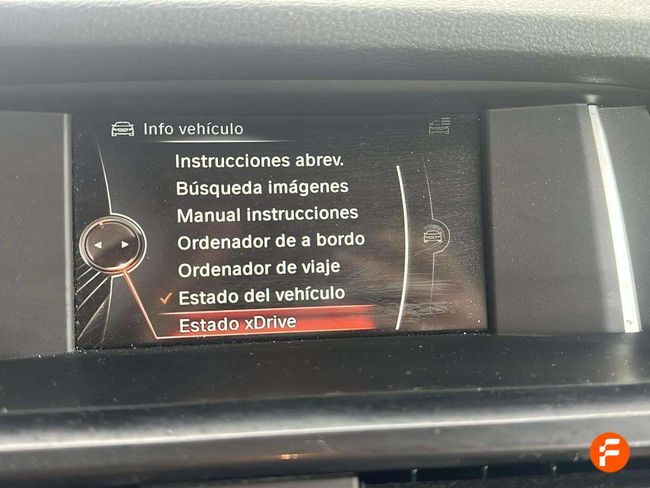 Info vehículo
Instrucciones abrev.
Búsqueda imágenes
Manual instrucciones
Ordenador de a bordo
Ordenador de viaje
Estado del vehículo
Estado xDrive